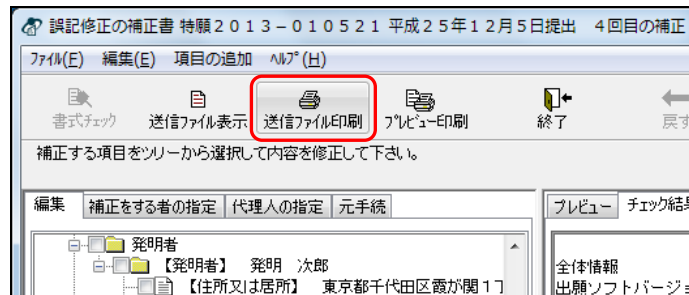 誤記修正の補正書 特願２０１３－０１０５２１ 平成２５年１２月５日提出　４回目の補正
ﾌｧｲﾙ(F)　編集(E)　項目の追加　ﾍﾙﾌﾟ(H)
書式ﾁｪｯｸ　送信ﾌｧｲﾙ表示　送信ﾌｧｲﾙ印刷　ﾌﾟﾚﾋﾞｭｰ印刷　終了　戻す
補正する項目をツリーから選択して内容を修正して下さい。
編集　補正をする者の指定　代理人の指定　元手続　プレビュー　チェック結果
発明者
【発明者】　発明　次郎
【住所又は居所】　東京都千代田区霞が関１丁
全体情報
出願ソフトバージョ